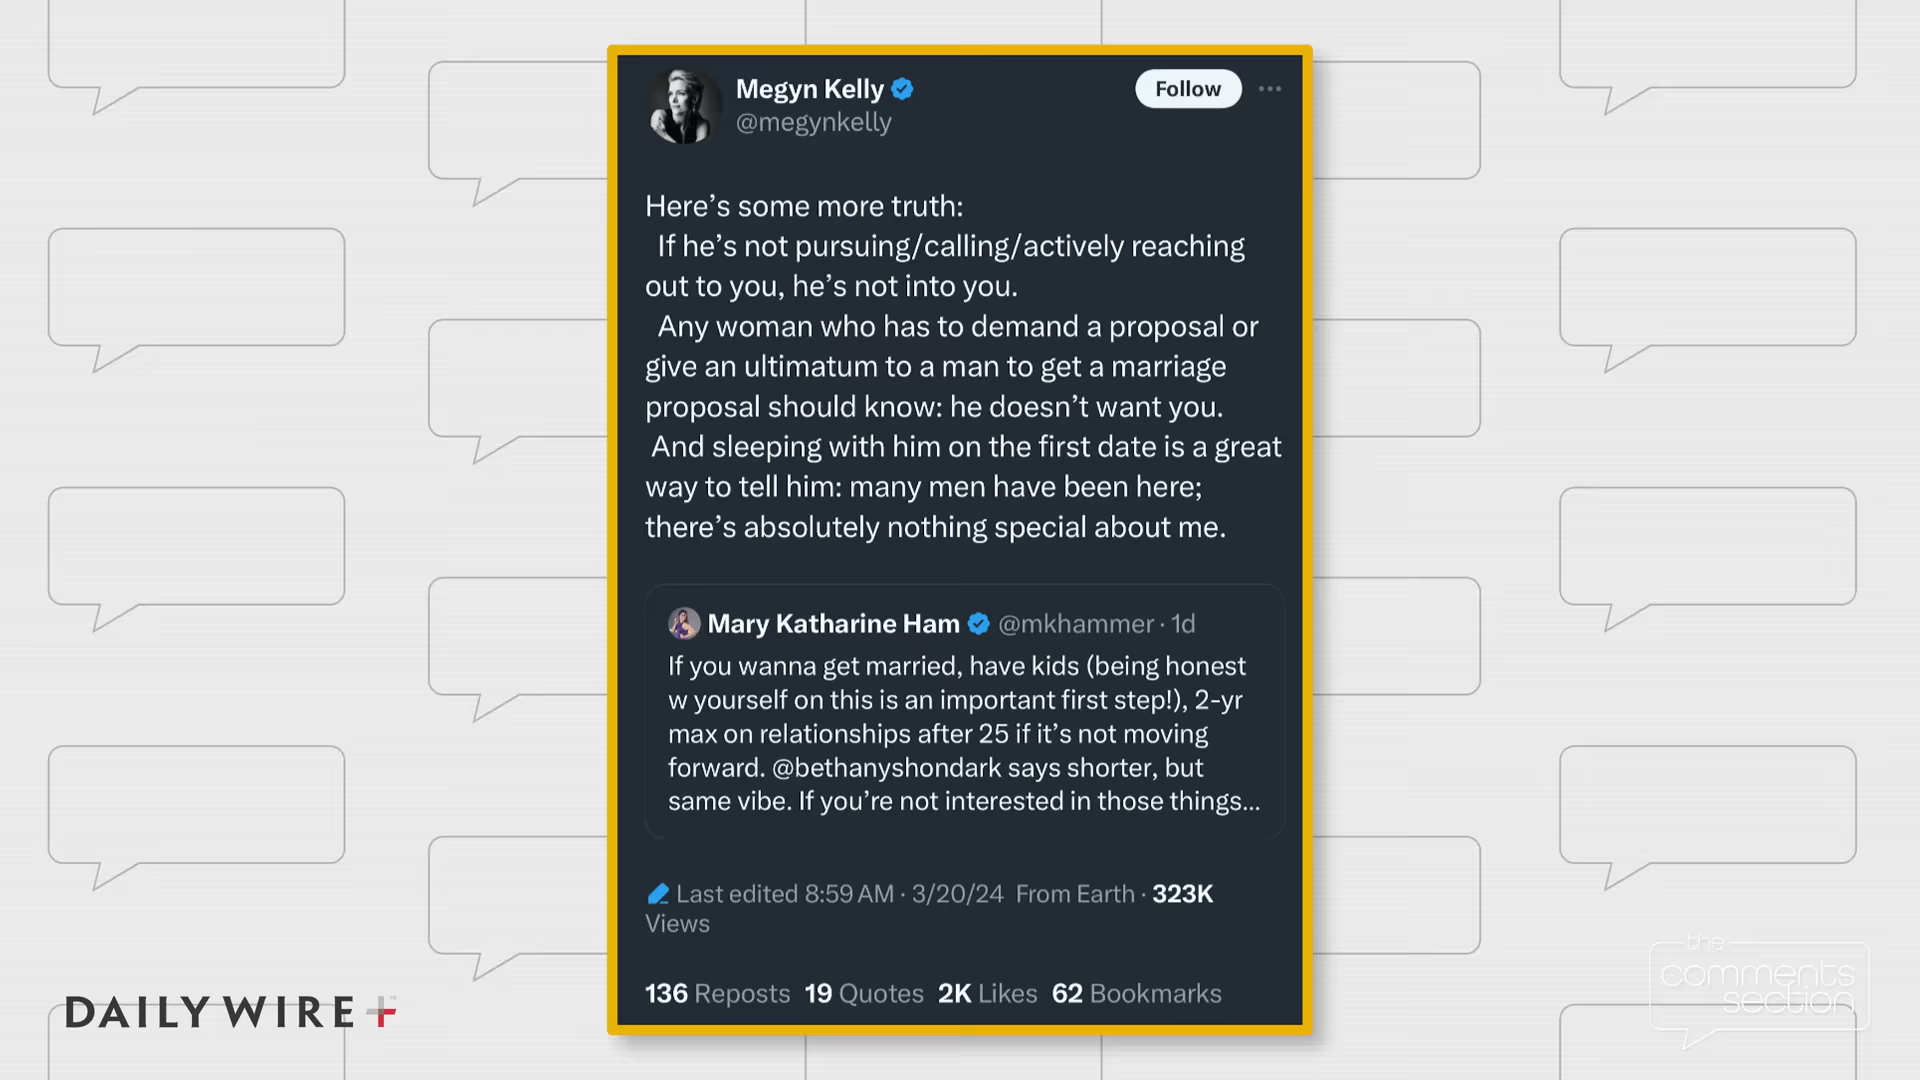 Megyn Kelly
@megynkelly
Follow
Here's some more truth:
If he's not pursuing/calling/actively reaching
out to you, he's not into you.
Any woman who has to demand a proposal or
give an ultimatum to a man to get a marriage
proposal should know: he doesn't want you.
And sleeping with him on the first date is a great
way to tell him: many men have been here;
there's absolutely nothing special about me.
Mary Katharine Ham @mkhammer · 1d
If you wanna get married, have kids (being honest
w yourself on this is an important first step!), 2-yr
max on relationships after 25 if it's not moving
forward. @bethanyshondark says shorter, but
same vibe. If you're not interested in those things...
Last edited 8:59 AM · 3/20/24 From Earth · 323K
Views
136 Reposts 19 Quotes 2K Likes 62 Bookmarks
DAILY WIRE +
the
comments
section